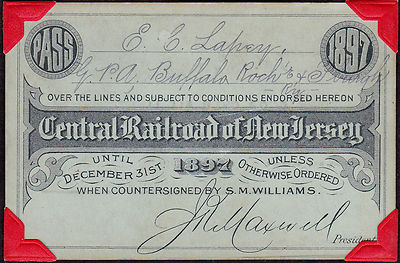 PASS E. E. Lapey, 1897
G.P.A. Buffalo Roch'r & Pburgh
Ry
OVER THE LINES AND SUBJECT TO CONDITIONS ENDORSED HEREON
Central Railroad of New Jersey
UNTIL DECEMBER 31ST. 1897 UNLESS OTHERWISE ORDERED
WHEN COUNTERSIGNED BY S. M. WILLIAMS.
J R Maxwell
President